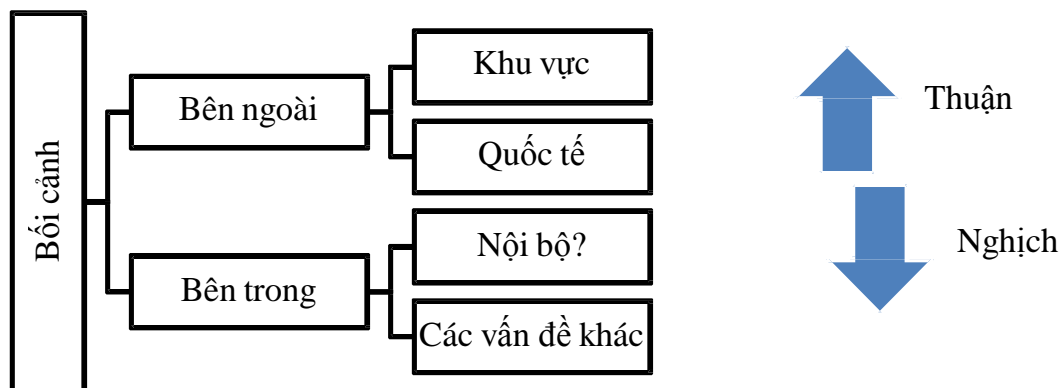 Bối cảnh
Bên ngoài
Khu vực
Quốc tế
Bên trong
Nội bộ?
Các vấn đề khác
Thuận
Nghịch